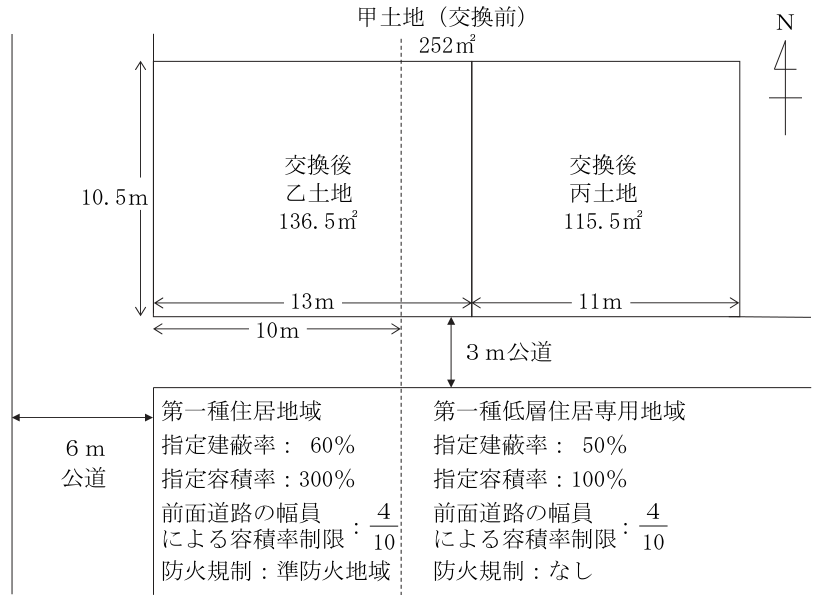 甲土地（交換前）
252㎡
N
交換後
乙土地
136.5㎡
交換後
丙土地
115.5㎡
10.5m
13m
11m
10m
3m公道
6m
公道
第一種住居地域
指定建蔽率： 60%
指定容積率：300%
前面道路の幅員
による容積率制限：4/10
防火規制：準防火地域
第一種低層住居専用地域
指定建蔽率： 50%
指定容積率：100%
前面道路の幅員
による容積率制限：4/10
防火規制：なし